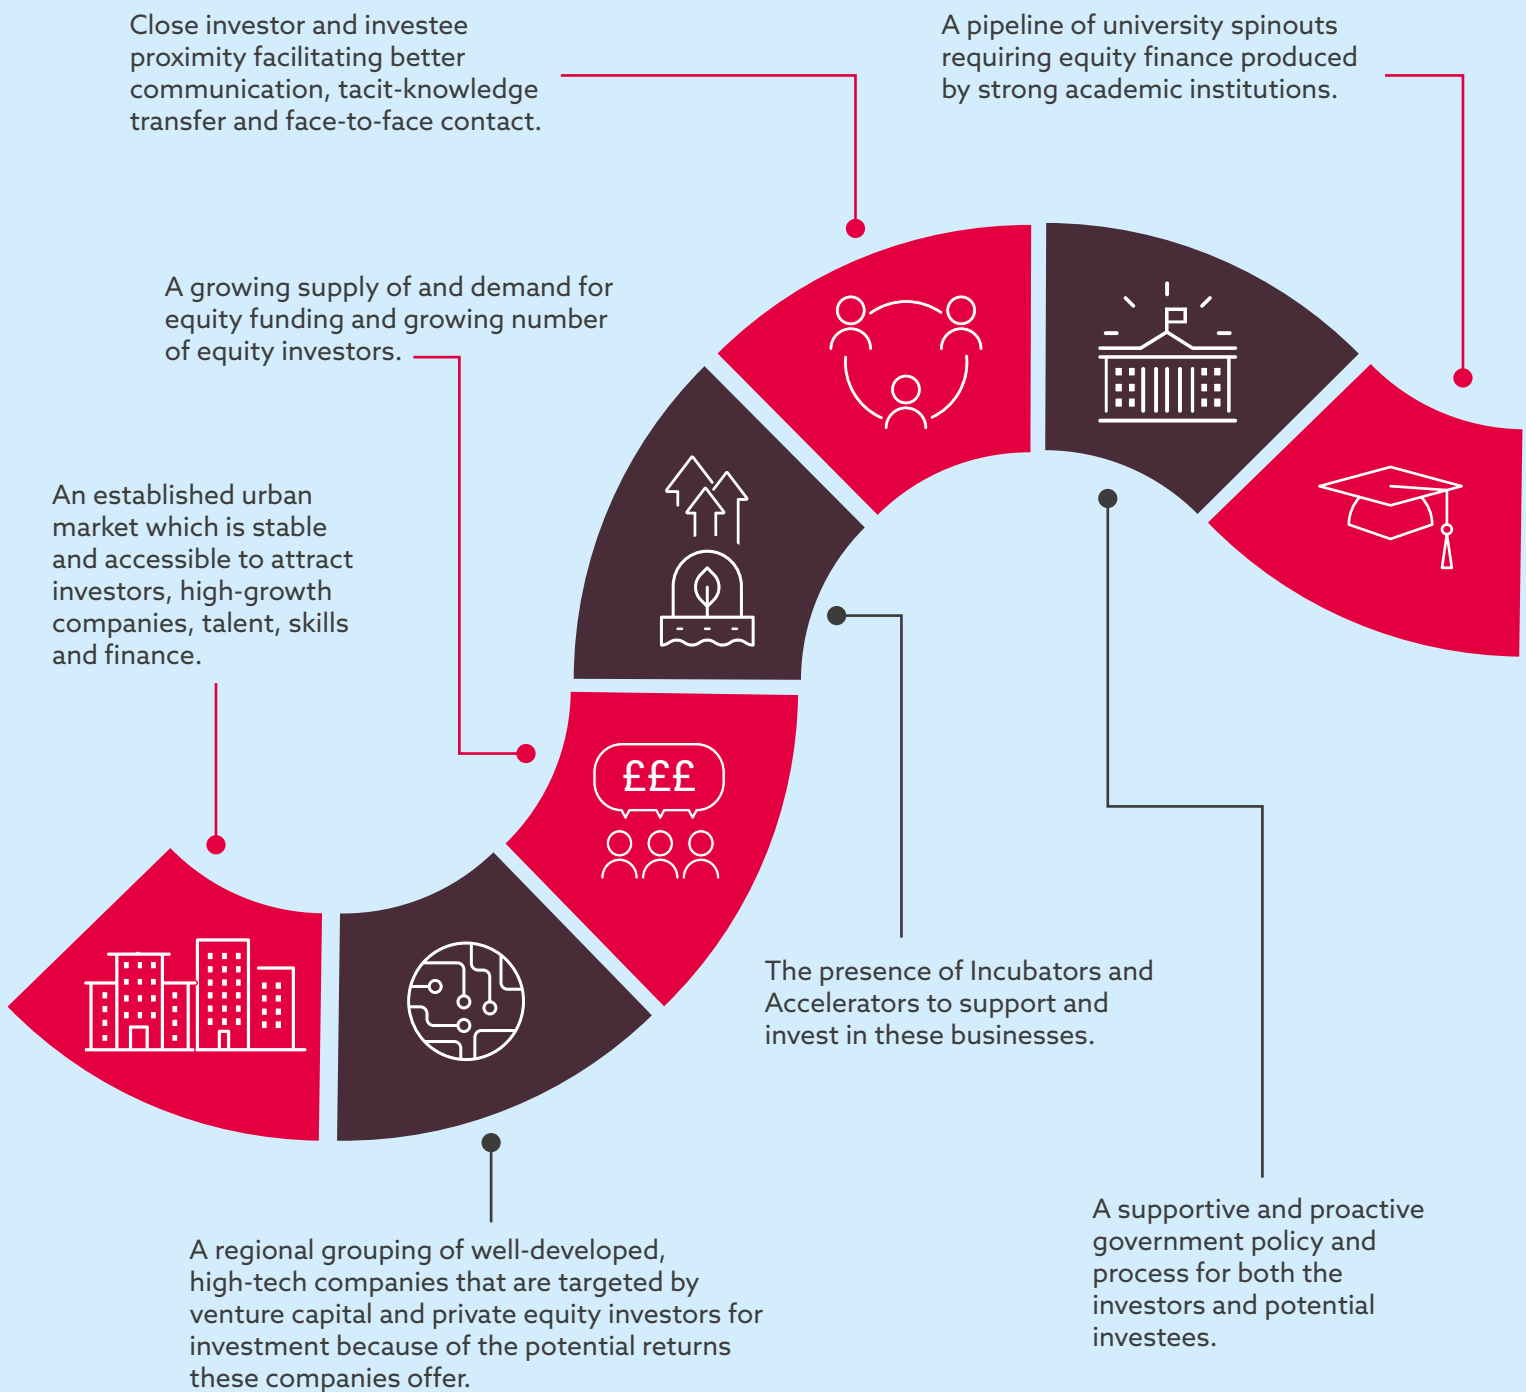 Close investor and investee
proximity facilitating better
communication, tacit-knowledge
transfer and face-to-face contact.
A pipeline of university spinouts
requiring equity finance produced
by strong academic institutions.
A growing supply of and demand for
equity funding and growing number
of equity investors.
An established urban
market which is stable
and accessible to attract
investors, high-growth
companies, talent, skills
and finance.
£££
The presence of Incubators and
Accelerators to support and
invest in these businesses.
A regional grouping of well-developed,
high-tech companies that are targeted by
venture capital and private equity investors for
investment because of the potential returns
these companies offer.
A supportive and proactive
government policy and
process for both the
investors and potential
investees.